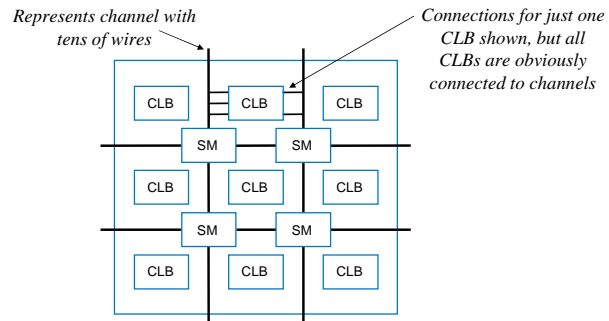 Represents channel with
tens of wires
Connections for just one
CLB shown, but all
CLBs are obviously
connected to channels
CLB CLB CLB
SM SM
CLB CLB CLB
SM SM
CLB CLB CLB